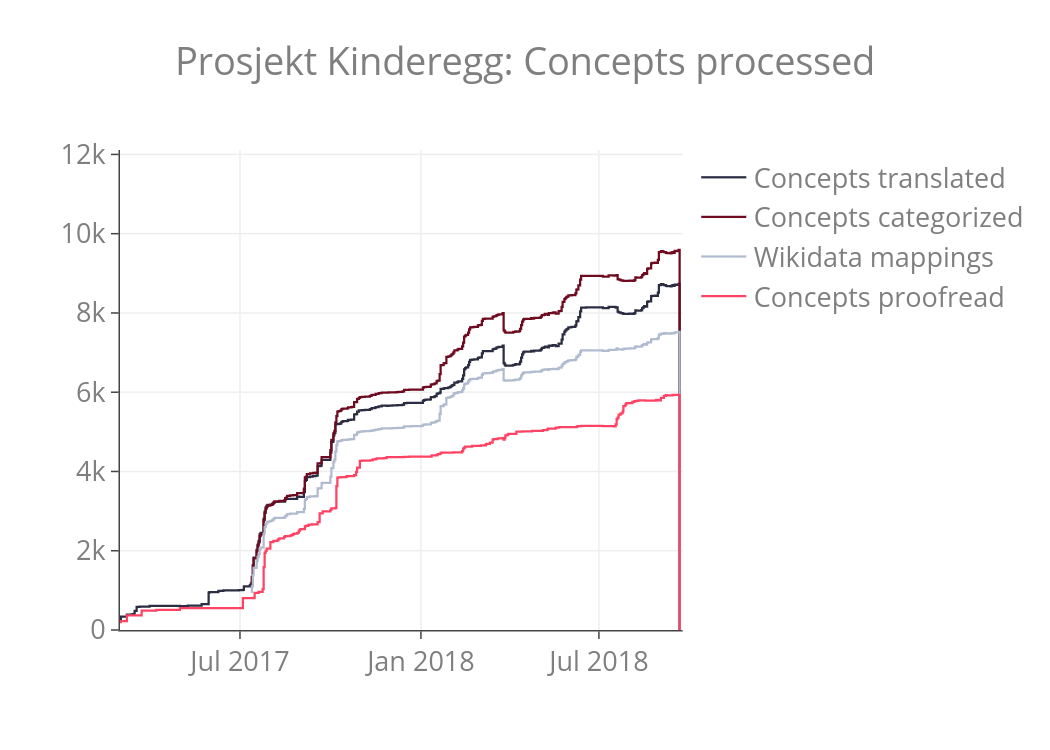 Prosjekt Kinderegg: Concepts processed
12k
10k
8k
6k
4k
2k
0
Jul 2017
Jan 2018
Jul 2018
Concepts translated
Concepts categorized
Wikidata mappings
Concepts proofread